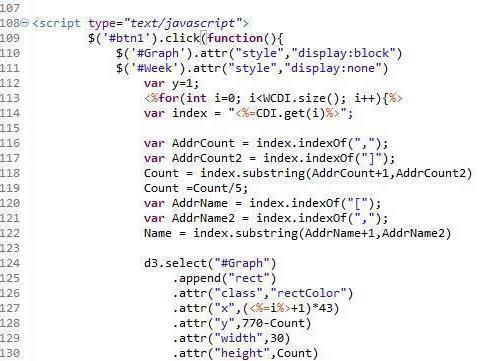 107
108 <script type="text/javascript">
109 $('#btn1').click(function(){
110 $('#Graph').attr("style","display:block")
111 $('#Week').attr("style","display:none")
112 var y=1;
113 <%for(int i=0; i<WCDI.size(); i++){%>
114 var index = "<%=CDI.get(i)%>";
115
116 var AddrCount = index.indexOf(",");
117 var AddrCount2 = index.indexOf("]");
118 Count = index.substring(AddrCount+1,AddrCount2)
119 Count =Count/5;
120 var AddrName = index.indexOf("[");
121 var AddrName2 = index.indexOf(",");
122 Name = index.substring(AddrName+1,AddrName2)
123
124 d3.select("#Graph")
125 .append("rect")
126 .attr("class","rectColor")
127 .attr("x",(<%=i%>+1)*43)
128 .attr("y",770-Count)
129 .attr("width",30)
130 .attr("height",Count)